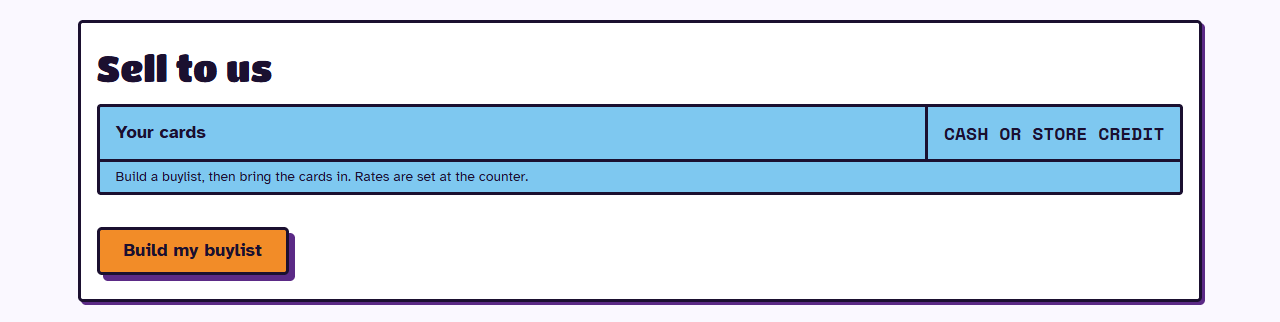 Sell to us
Your cards
CASH OR STORE CREDIT
Build a buylist, then bring the cards in. Rates are set at the counter.
Build my buylist